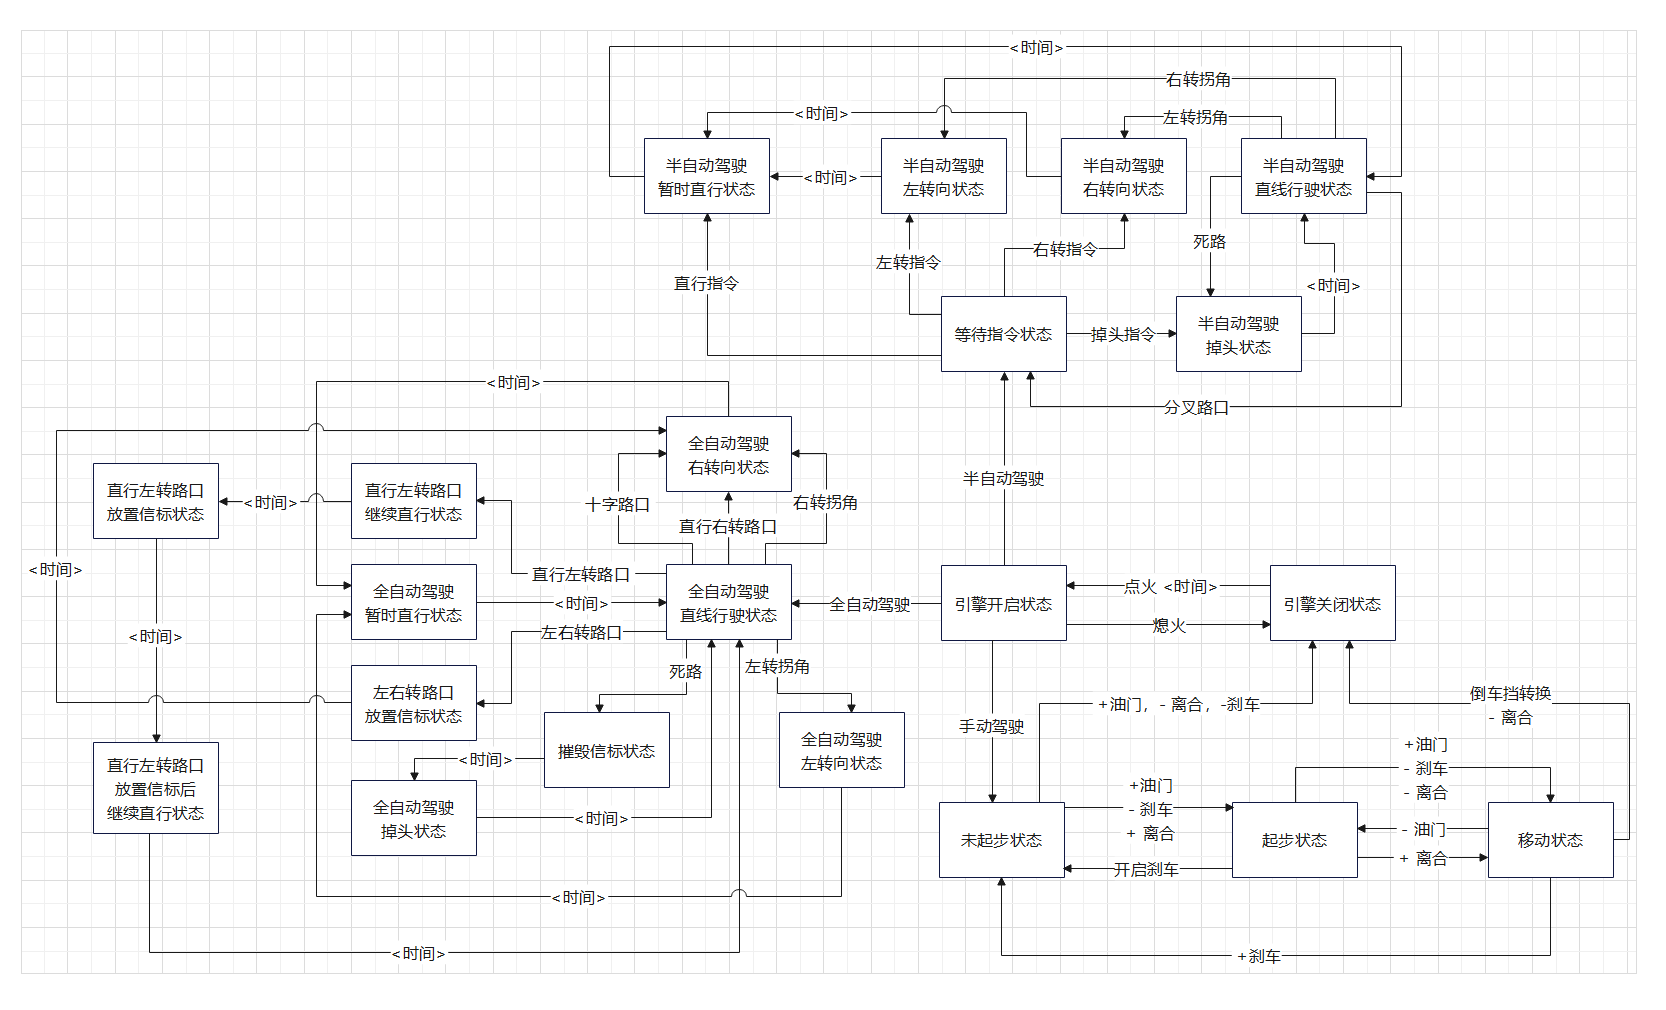 <时间>
右转拐角
<时间>
左转拐角
半自动驾驶
暂时直行状态
<时间>
半自动驾驶
左转向状态
半自动驾驶
右转向状态
半自动驾驶
直线行驶状态
死路
右转指令
左转指令
直行指令
<时间>
等待指令状态
掉头指令
半自动驾驶
掉头状态
<时间>
分叉路口
全自动驾驶
右转向状态
半自动驾驶
直行左转路口
放置信标状态
<时间>
直行左转路口
继续直行状态
十字路口
右转拐角
直行右转路口
<时间>
直行左转路口
全自动驾驶
暂时直行状态
<时间>
全自动驾驶
直线行驶状态
全自动驾驶
引擎开启状态
点火 <时间>
熄火
引擎关闭状态
<时间>
左右转路口
死路
左转拐角
左右转路口
放置信标状态
+油门，- 离合，-刹车
倒车挡转换
- 离合
手动驾驶
直行左转路口
放置信标后
继续直行状态
<时间>
摧毁信标状态
全自动驾驶
左转向状态
+油门
- 刹车
- 离合
全自动驾驶
掉头状态
<时间>
+油门
- 刹车
+ 离合
未起步状态
起步状态
- 油门
+ 离合
移动状态
开启刹车
<时间>
<时间>
+刹车